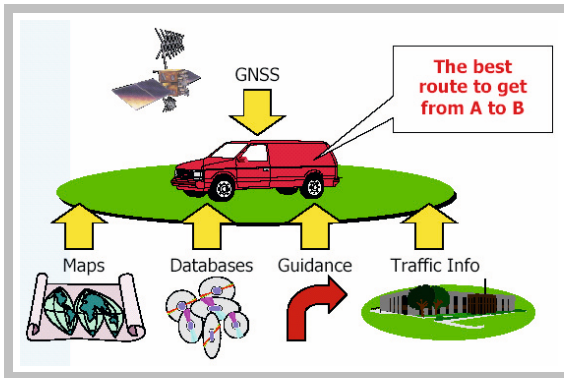 GNSS
The best
route to get
from A to B
Maps
Databases
Guidance
Traffic Info